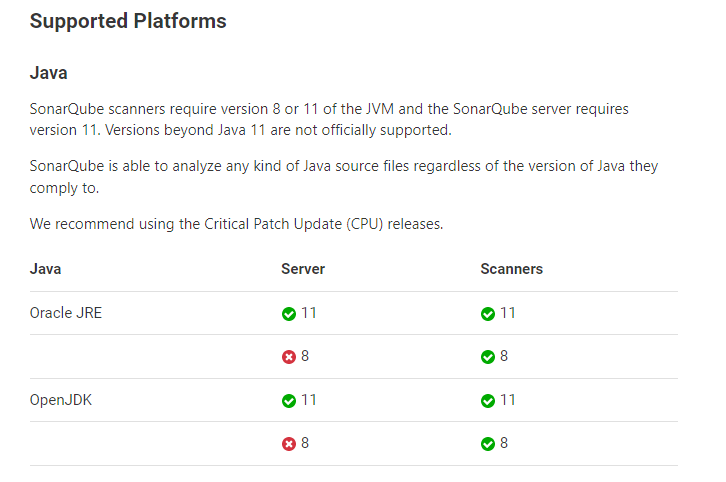 Supported Platforms
Java
SonarQube scanners require version 8 or 11 of the JVM and the SonarQube server requires
version 11. Versions beyond Java 11 are not officially supported.
SonarQube is able to analyze any kind of Java source files regardless of the version of Java they
comply to.
We recommend using the Critical Patch Update (CPU) releases.
Java Server Scanners
Oracle JRE 11 11
8 8
OpenJDK 11 11
8 8